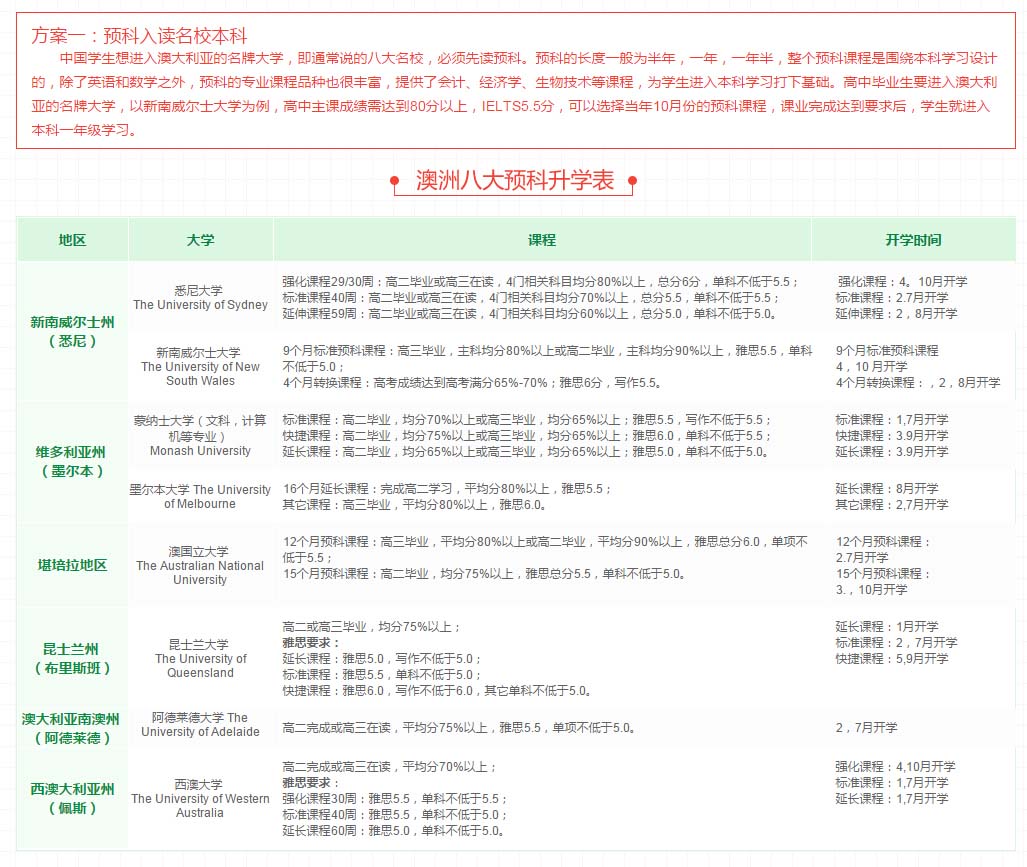 方案一：预科入读名校本科
中国学生想进入澳大利亚的名牌大学，即通常说的八大名校，必须先读预科。预科的长度一般为半年，一年，一年半，整个预科课程是围绕本科学习设计
的，除了英语和数学之外，预科的专业课程品种也很丰富，提供了会计、经济学、生物技术等课程，为学生进入本科学习打下基础。高中毕业生要进入澳大利
亚的名牌大学，以新南威尔士大学为例，高中主课成绩需达到80分以上，IELTS5.5分，可以选择当年10月份的预科课程，课业完成达到要求后，学生就进入
本科一年级学习。
澳洲八大预科升学表
地区 大学 课程 开学时间
新南威尔士州
（悉尼）
悉尼大学
The University of Sydney
强化课程29/30周：高二毕业或高三在读，4门相关科目均分80%以上，总分6分，单科不低于5.5；
标准课程40周：高二毕业或高三在读，4门相关科目均分70%以上，总分5.5，单科不低于5.5；
延伸课程59周：高二毕业或高三在读，4门相关科目均分60%以上，总分5.0，单科不低于5.0。
强化课程：4。10月开学
标准课程：2.7月开学
延伸课程：2，8月开学
新南威尔士大学
The University of New
South Wales
9个月标准预科课程：高三毕业，主科均分80%以上或高二毕业，主科均分90%以上，雅思5.5，单科
不低于5.0；
4个月转换课程：高考成绩达到高考满分65%-70%；雅思6分，写作5.5。
9个月标准预科课程
4，10 月开学
4个月转换课程：，2，8月开学
维多利亚州
（墨尔本）
蒙纳士大学（文科，计算
机等专业）
Monash University
标准课程：高二毕业，均分70%以上或高三毕业，均分65%以上；雅思5.5，写作不低于5.5；
快捷课程：高二毕业，均分75%以上或高三毕业，均分65%以上；雅思6.0，单科不低于5.5；
延长课程：高二毕业，均分65%以上或高三毕业，均分65%以上；雅思5.0，单科不低于5.0。
标准课程：1,7月开学
快捷课程：3.9月开学
延长课程：3.9月开学
墨尔本大学 The University
of Melbourne
16个月延长课程：完成高二学习，平均分80%以上，雅思5.5；
其它课程：高三毕业，平均分80%以上，雅思6.0。
延长课程：8月开学
其它课程：2,7月开学
堪培拉地区
澳国立大学
The Australian National
University
12个月预科课程：高三毕业，平均分80%以上或高二毕业，平均分90%以上，雅思总分6.0，单项不
低于5.5；
15个月预科课程：高二毕业，均分75%以上，雅思总分5.5，单科不低于5.0。
12个月预科课程：
2.7月开学
15个月预科课程：
3.，10月开学
昆士兰州
（布里斯班）
昆士兰大学
The University of
Queensland
高二或高三毕业，均分75%以上；
雅思要求：
延长课程：雅思5.0，写作不低于5.0；
标准课程：雅思5.5，单科不低于5.0；
快捷课程：雅思6.0，写作不低于6.0，其它单科不低于5.0。
延长课程：1月开学
标准课程：2，7月开学
快捷课程：5,9月开学
澳大利亚南澳州
（阿德莱德）
阿德莱德大学 The
University of Adelaide
高二完成或高三在读，平均分75%以上，雅思5.5，单项不低于5.0。
2，7月开学
西澳大利亚州
（佩斯）
西澳大学
The University of Western
Australia
高二完成或高三在读，平均分70%以上；
雅思要求：
强化课程30周：雅思5.5，单科不低于5.5；
标准课程40周：雅思5.5，单科不低于5.0；
延长课程60周：雅思5.0，单科不低于5.0。
强化课程：4,10月开学
标准课程：1,7月开学
延长课程：1,7月开学